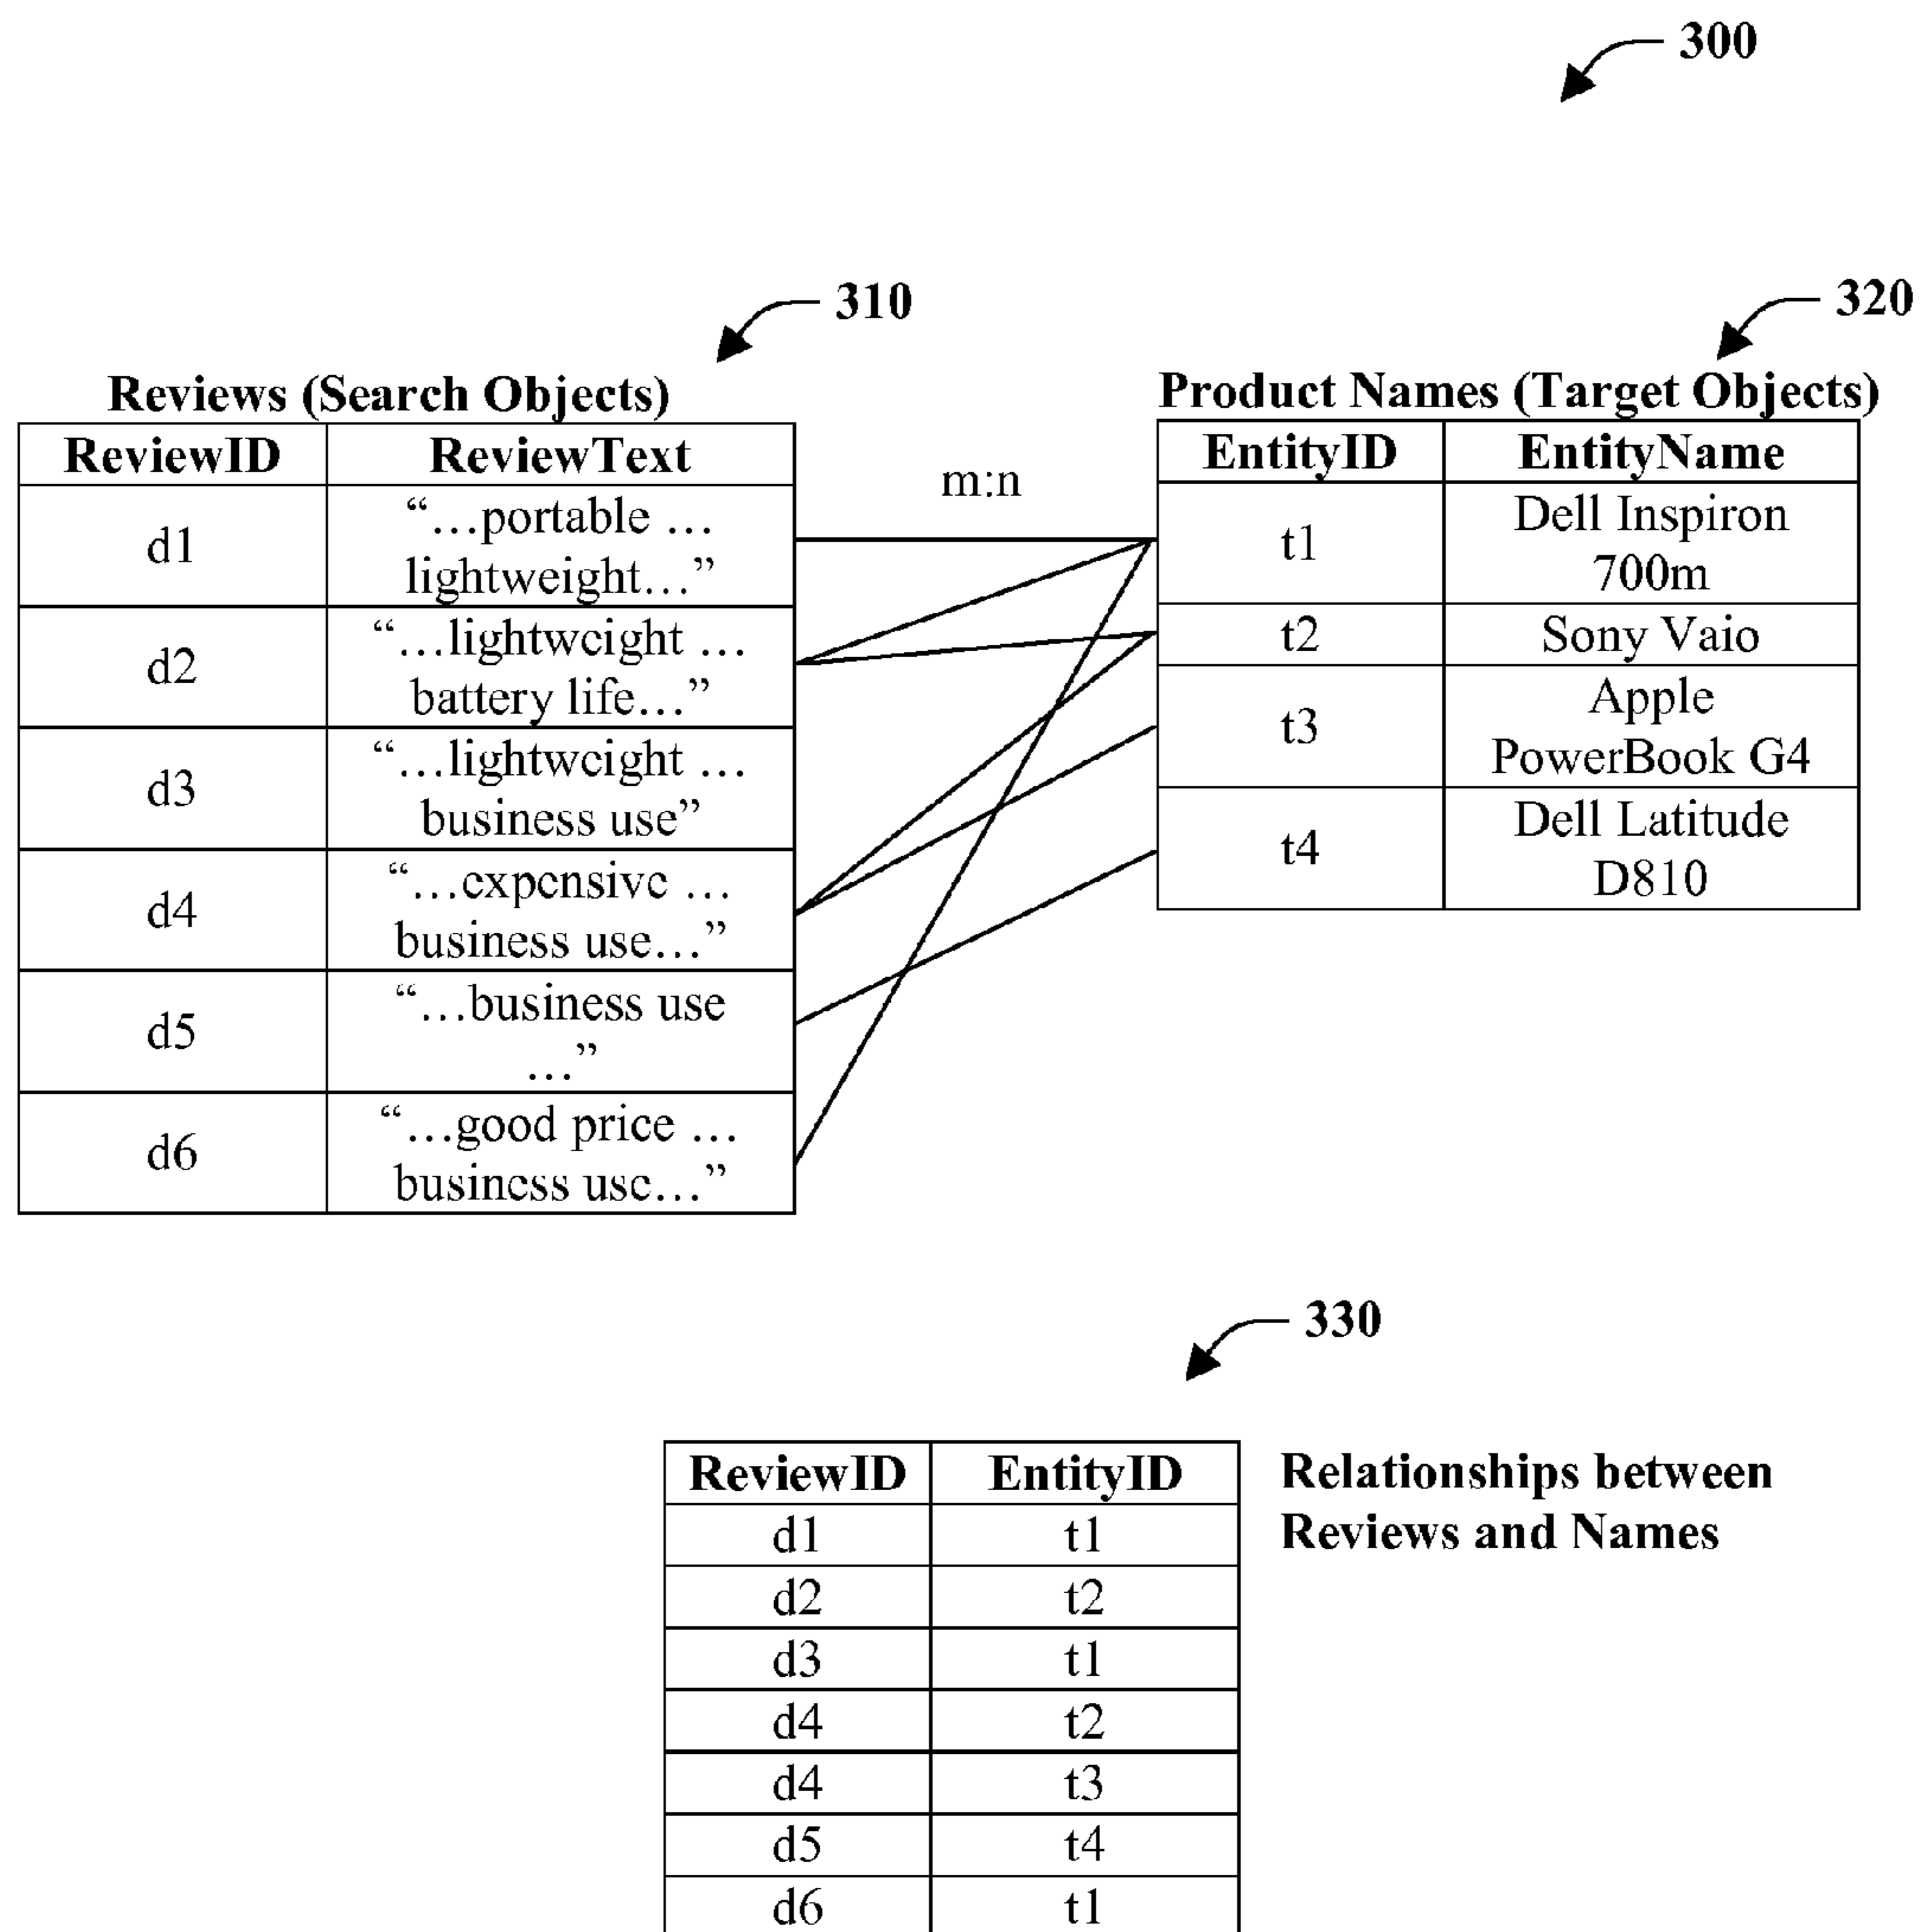 300
310
320
Reviews (Search Objects)
ReviewID ReviewText
d1 “…portable …
lightweight…”
d2 “…lightweight …
battery life…”
d3 “…lightweight …
business use”
d4 “…expensive …
business use…”
d5 “…business use
…”
d6 “…good price …
business use…”
m:n
Product Names (Target Objects)
EntityID EntityName
t1 Dell Inspiron
700m
t2 Sony Vaio
t3 Apple
PowerBook G4
t4 Dell Latitude
D810
330
ReviewID EntityID
d1 t1
d2 t2
d3 t1
d4 t2
d4 t3
d5 t4
d6 t1
Relationships between
Reviews and Names